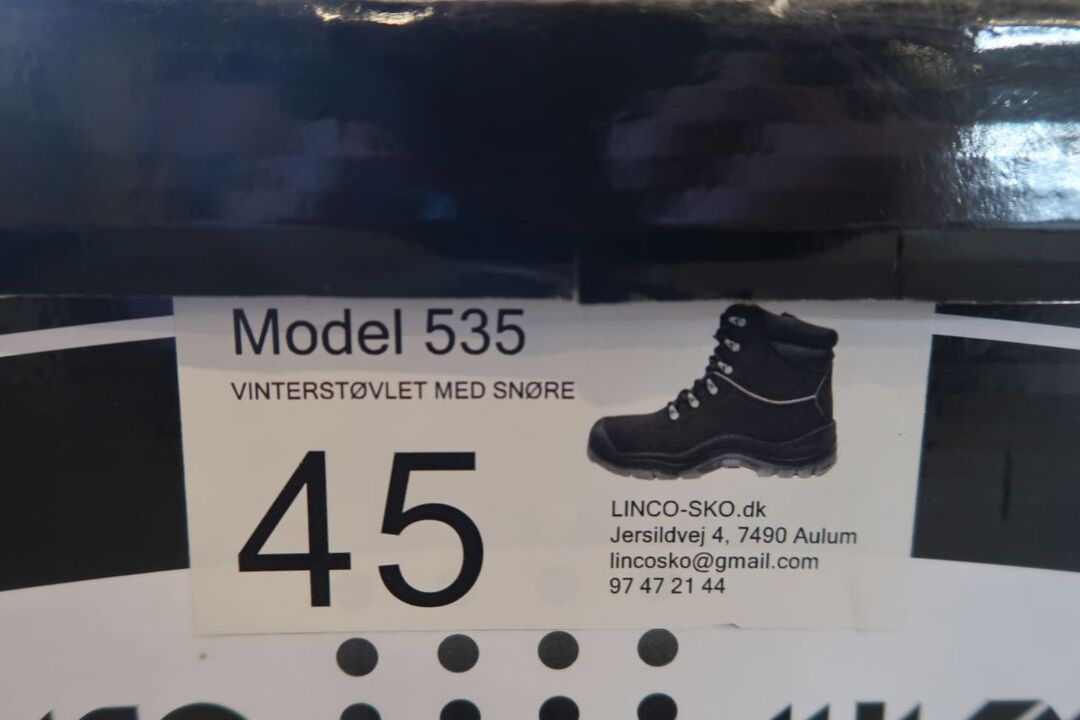 Model 535
VINTERSTØVLET MED SNØRE
45
LINCO-SKO.dk
Jersildvej 4, 7490 Aulum
lincosko@gmail.com
97 47 21 44